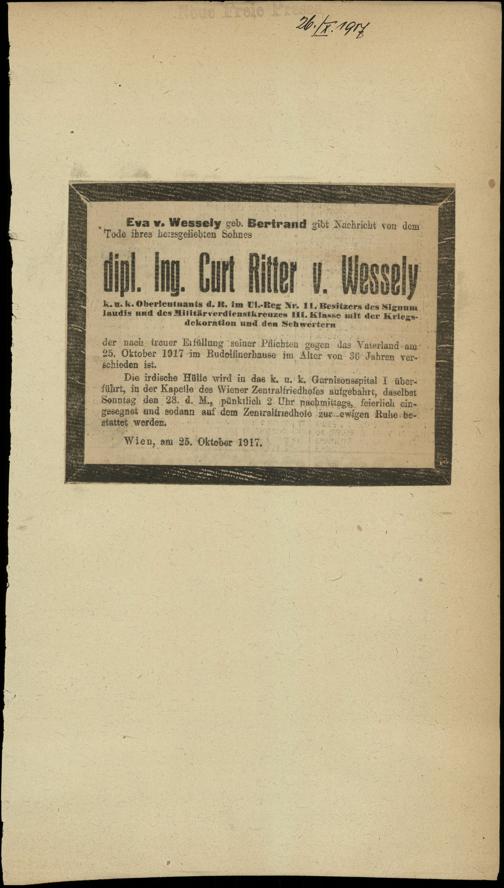 Neue Freie Presse
26./X. 1917
Eva v. Wessely geb. Bertrand gibt Nachricht von dem
Tode ihres herzsgeliebten Sohnes
dipl. Ing. Curt Ritter v. Wessely
k. u. k. Oberleutnants d. R. im Ul.-Reg Nr. 11, Besitzers des Signum
laudis und des Militärverdienstkreuzes III. Klasse mit der Kriegs-
dekoration und den Schwertern
der nach treuer Erfüllung seiner Pflichten gegen das Vaterland am
25. Oktober 1917 im Rudolfinerhause im Alter von 36 Jahren ver-
schieden ist.
Die irdische Hülle wird in das k. u. k. Garnisonsspital I über-
führt, in der Kapelle des Wiener Zentralfriedhofes aufgebahrt, daselbst
Sonntag den 28. d. M., pünktlich 2 Uhr nachmittags, feierlich ein-
gesegnet und sodann auf dem Zentralfriedhofe zur ewigen Ruhe be-
stattet werden.
Wien, am 25. Oktober 1917.